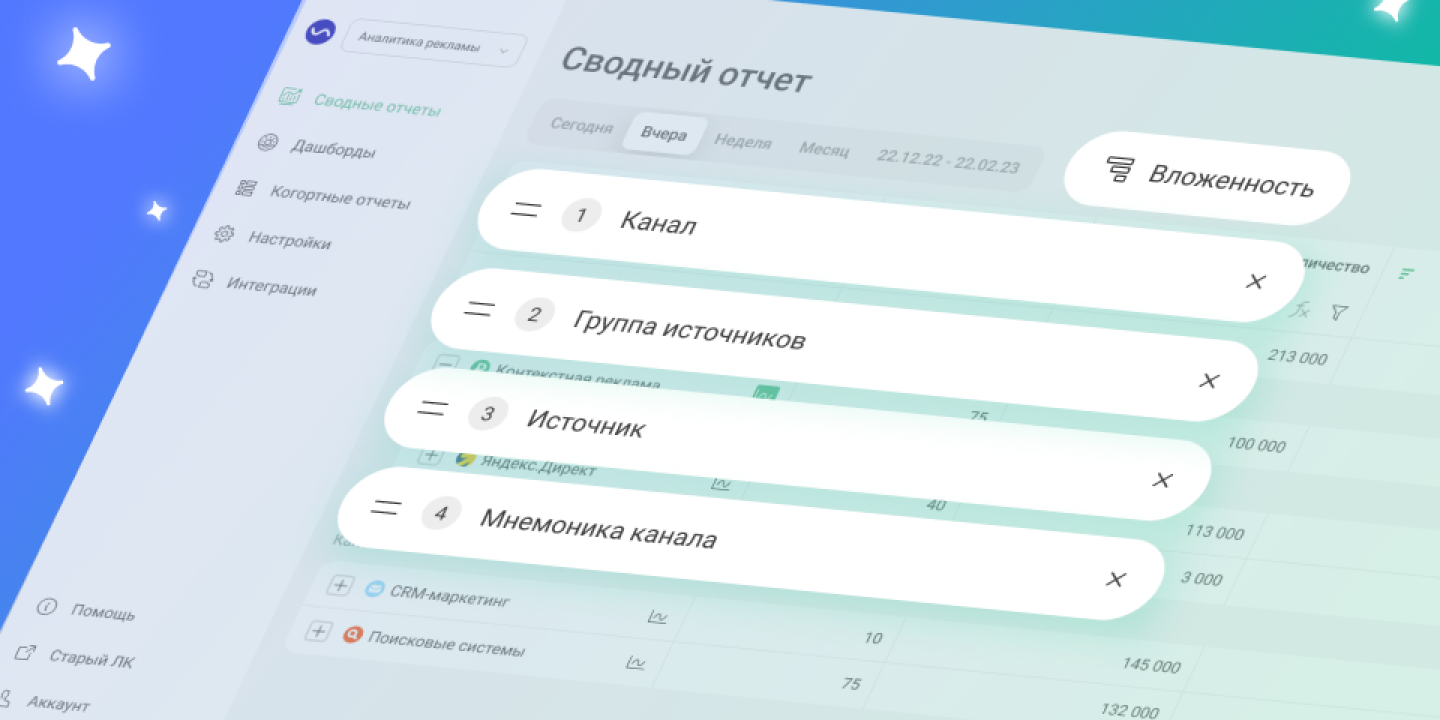 Аналитика рекламы
Сводные отчеты
Дашборды
Когортные отчеты
Настройки
Интеграции
Помощь
Старый ЛК
Аккаунт
Сводный отчет
Сегодня Вчера Неделя Месяц 22.12.22 - 22.02.23
Вложенность
1 Канал
2 Группа источников
3 Источник
4 Мнемоника канала
fx
213 000
Контекстная реклама 75 100 000
Яндекс.Директ 40 113 000
3 000
CRM-маркетинг 10 145 000
Поисковые системы 75 132 000